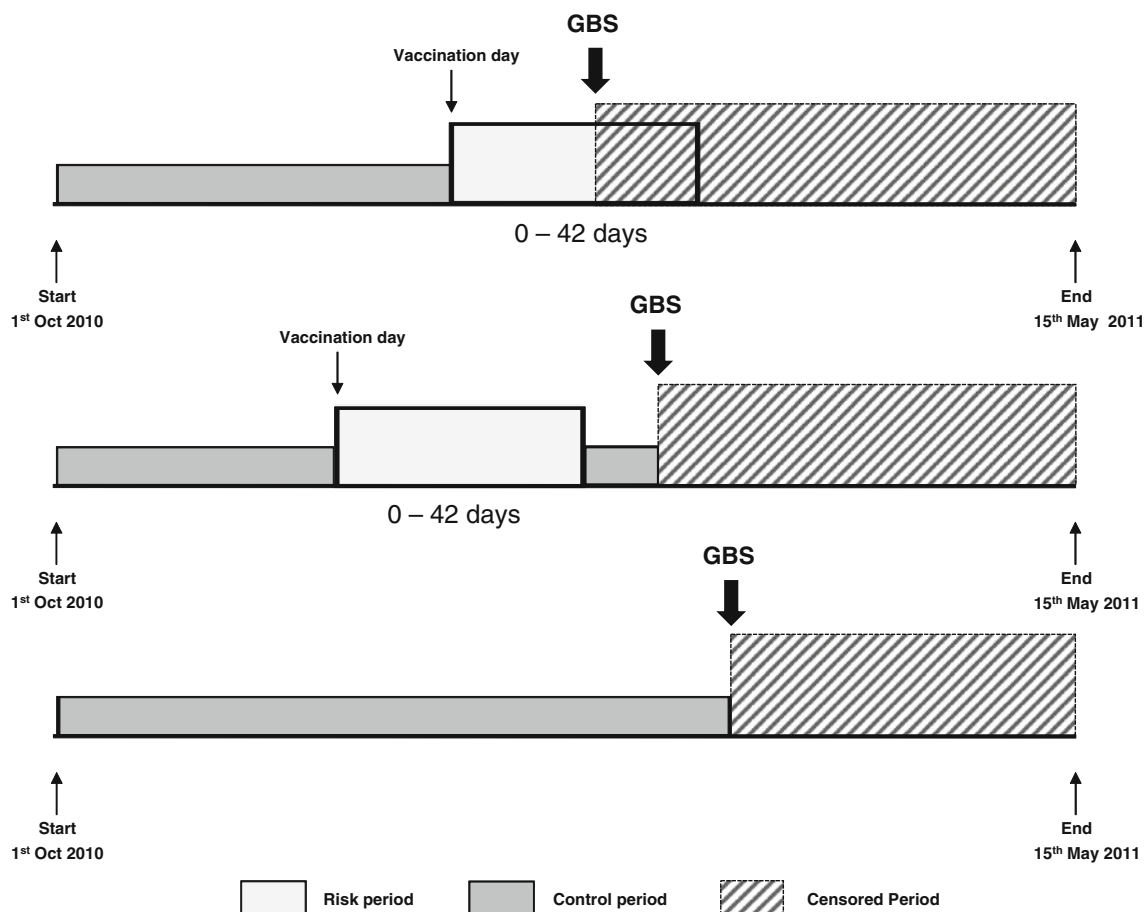 GBS
Vaccination day
0 – 42 days
Start
1st Oct 2010
End
15th May 2011
GBS
Vaccination day
0 – 42 days
Start
1st Oct 2010
End
15th May 2011
GBS
Start
1st Oct 2010
End
15th May 2011
Risk period
Control period
Censored Period